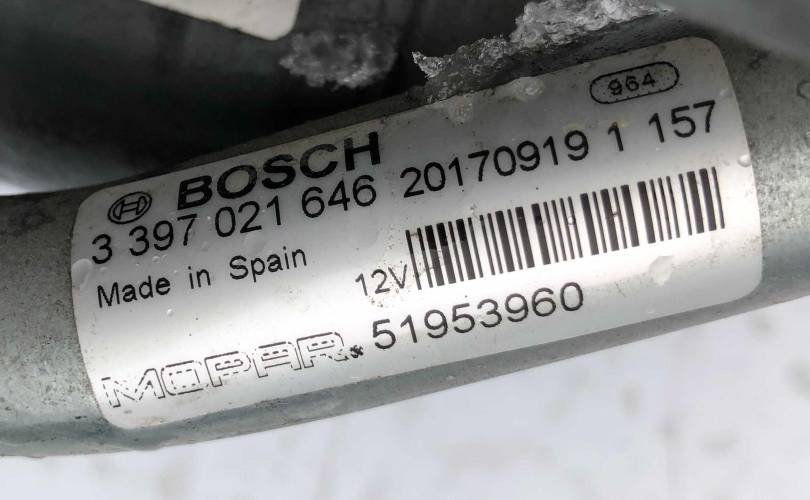 964
BOSCH
3 397 021 646 20170919 1 157
Made in Spain
12V
MOPAR. 51953960